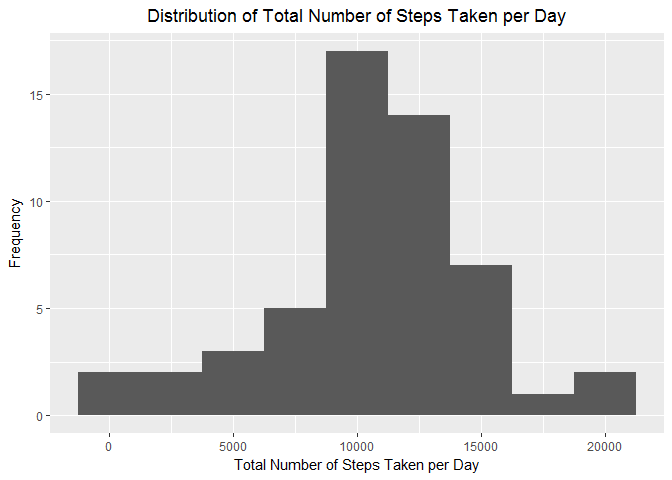 Distribution of Total Number of Steps Taken per Day
Frequency
15
10
5
0
0 5000 10000 15000 20000
Total Number of Steps Taken per Day